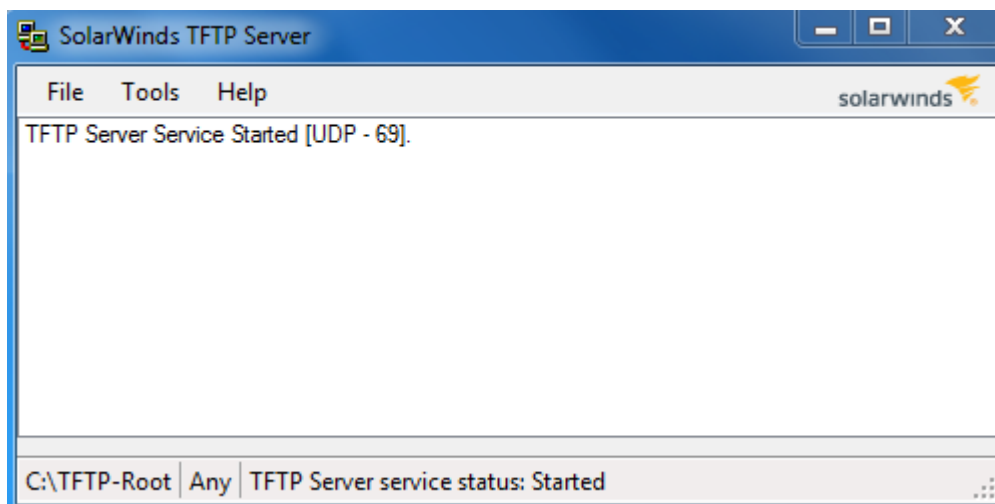 SolarWinds TFTP Server
File Tools Help
solarwinds
TFTP Server Service Started [UDP - 69].
C:\TFTP-Root Any TFTP Server service status: Started